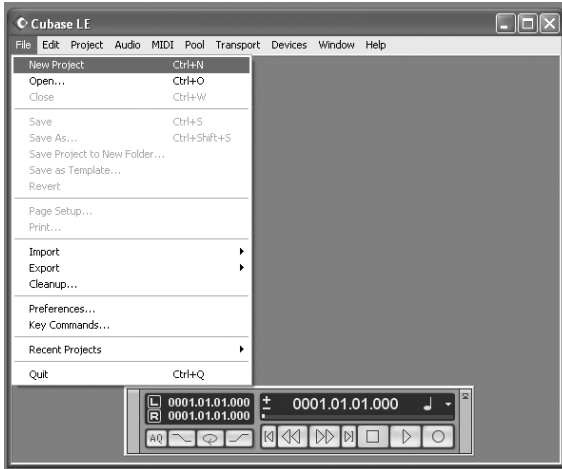 Cubase LE
File Edit Project Audio MIDI Pool Transport Devices Window Help
New Project Ctrl+N
Open... Ctrl+O
Close Ctrl+W
Save Ctrl+S
Save As... Ctrl+Shift+S
Save Project to New Folder...
Save as Template...
Revert
Page Setup...
Print...
Import
Export
Cleanup...
Preferences...
Key Commands...
Recent Projects
Quit Ctrl+Q
L 0001.01.01.000 0001.01.01.000
R 0001.01.01.000
AQ